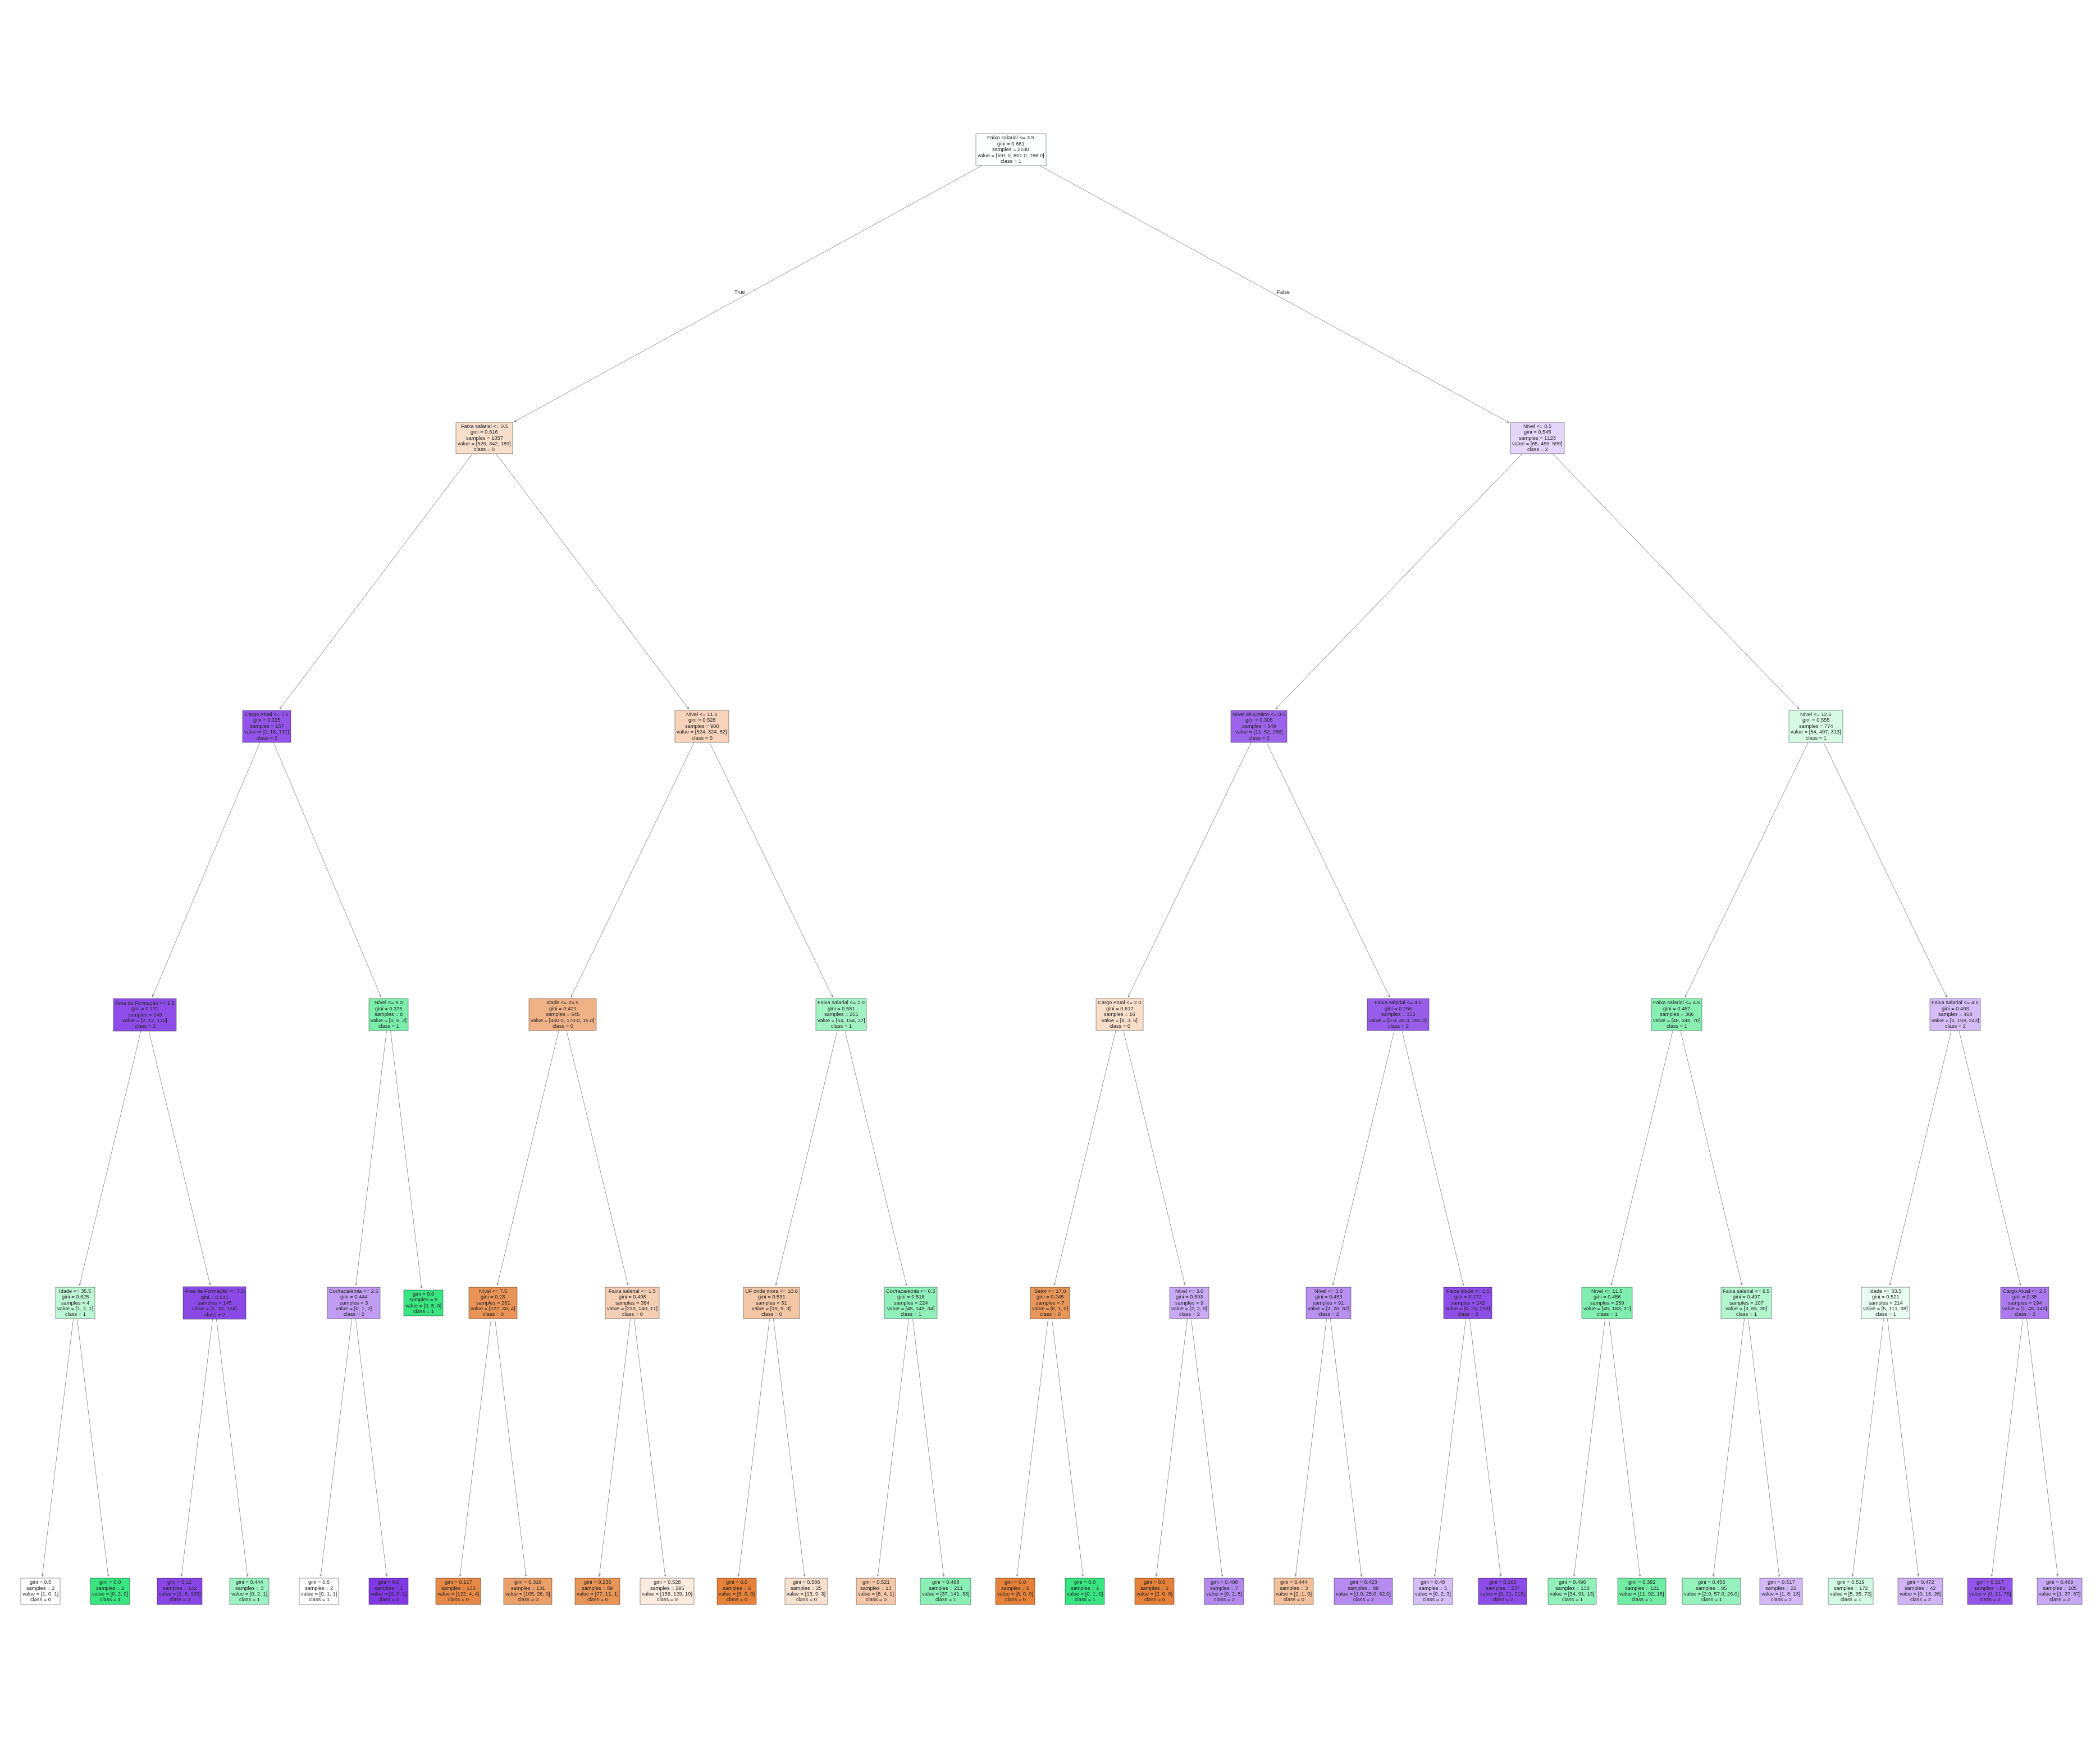 Faixa salarial <= 3.5
gini = 0.661
samples = 2180
value = [591.0, 801.0, 788.0]
class = 1
True
False
Faixa salarial <= 0.5
gini = 0.616
samples = 1057
value = [526, 342, 189]
class = 0
Nível <= 8.5
gini = 0.545
samples = 1123
value = [65, 459, 599]
class = 2
Cargo Atual <= 7.5
gini = 0.225
samples = 157
value = [2, 18, 137]
class = 2
Nível <= 11.5
gini = 0.528
samples = 900
value = [524, 324, 52]
class = 0
Nível de Ensino <= 0.5
gini = 0.305
samples = 349
value = [11, 52, 286]
class = 2
Nível <= 12.5
gini = 0.555
samples = 774
value = [54, 407, 313]
class = 1
Área de Formação <= 1.5
gini = 0.172
samples = 149
value = [2, 12, 135]
class = 2
Nível <= 9.0
gini = 0.375
samples = 8
value = [0, 6, 2]
class = 1
Idade <= 25.5
gini = 0.421
samples = 645
value = [460.0, 170.0, 15.0]
class = 0
Faixa salarial <= 2.0
gini = 0.551
samples = 255
value = [64, 154, 37]
class = 1
Cargo Atual <= 2.0
gini = 0.617
samples = 16
value = [8, 3, 5]
class = 0
Faixa salarial <= 4.5
gini = 0.266
samples = 333
value = [3.0, 49.0, 281.0]
class = 2
Faixa salarial <= 4.5
gini = 0.487
samples = 366
value = [48, 248, 70]
class = 1
Faixa salarial <= 4.5
gini = 0.493
samples = 408
value = [6, 159, 243]
class = 2
Idade <= 35.5
gini = 0.625
samples = 4
value = [1, 2, 1]
class = 1
Área de Formação <= 7.5
gini = 0.141
samples = 145
value = [1, 10, 134]
class = 2
Cor/raca/etnia <= 2.5
gini = 0.444
samples = 3
value = [0, 1, 2]
class = 2
gini = 0.0
samples = 5
value = [0, 5, 0]
class = 1
Nível <= 7.5
gini = 0.23
samples = 261
value = [227, 30, 4]
class = 0
Faixa salarial <= 1.5
gini = 0.498
samples = 384
value = [233, 140, 11]
class = 0
UF onde mora <= 10.0
gini = 0.531
samples = 31
value = [19, 9, 3]
class = 0
Cor/raca/etnia <= 0.5
gini = 0.518
samples = 224
value = [45, 145, 34]
class = 1
Setor <= 17.0
gini = 0.245
samples = 7
value = [6, 1, 0]
class = 0
Nível <= 3.0
gini = 0.593
samples = 9
value = [2, 2, 5]
class = 2
Nível <= 3.0
gini = 0.453
samples = 91
value = [3, 26, 62]
class = 2
Faixa idade <= 1.5
gini = 0.172
samples = 242
value = [0, 23, 219]
class = 2
Nível <= 11.5
gini = 0.456
samples = 259
value = [45, 183, 31]
class = 1
Faixa salarial <= 6.5
gini = 0.497
samples = 107
value = [3, 65, 39]
class = 1
Idade <= 33.5
gini = 0.521
samples = 214
value = [5, 111, 98]
class = 1
Cargo Atual <= 2.5
gini = 0.38
samples = 194
value = [1, 48, 145]
class = 2
gini = 0.5
samples = 2
value = [1, 0, 1]
class = 0
gini = 0.0
samples = 2
value = [0, 2, 0]
class = 1
gini = 0.12
samples = 142
value = [1, 8, 133]
class = 2
gini = 0.444
samples = 3
value = [0, 2, 1]
class = 1
gini = 0.5
samples = 2
value = [0, 1, 1]
class = 1
gini = 0.0
samples = 1
value = [0, 0, 1]
class = 2
gini = 0.117
samples = 130
value = [122, 4, 4]
class = 0
gini = 0.318
samples = 131
value = [105, 26, 0]
class = 0
gini = 0.236
samples = 89
value = [77, 11, 1]
class = 0
gini = 0.528
samples = 295
value = [156, 129, 10]
class = 0
gini = 0.0
samples = 6
value = [6, 0, 0]
class = 0
gini = 0.586
samples = 25
value = [13, 9, 3]
class = 0
gini = 0.521
samples = 13
value = [8, 4, 1]
class = 0
gini = 0.498
samples = 211
value = [37, 141, 33]
class = 1
gini = 0.0
samples = 6
value = [6, 0, 0]
class = 0
gini = 0.0
samples = 1
value = [0, 1, 0]
class = 1
gini = 0.0
samples = 2
value = [2, 0, 0]
class = 0
gini = 0.408
samples = 7
value = [0, 2, 5]
class = 2
gini = 0.444
samples = 3
value = [2, 1, 0]
class = 0
gini = 0.423
samples = 88
value = [1.0, 25.0, 62.0]
class = 2
gini = 0.48
samples = 5
value = [0, 2, 3]
class = 2
samples = 237
value = [0, 21, 216]
class = 2
gini = 0.496
samples = 138
value = [34, 91, 13]
class = 1
gini = 0.392
samples = 121
value = [11, 92, 18]
class = 1
gini = 0.456
samples = 85
value = [2.0, 57.0, 26.0]
class = 1
gini = 0.517
samples = 22
value = [1, 8, 13]
class = 2
gini = 0.519
samples = 172
value = [5, 95, 72]
class = 1
gini = 0.472
samples = 42
value = [0, 16, 26]
class = 2
gini = 0.217
samples = 89
value = [0, 11, 78]
class = 2
gini = 0.469
samples = 105
value = [1, 37, 67]
class = 2